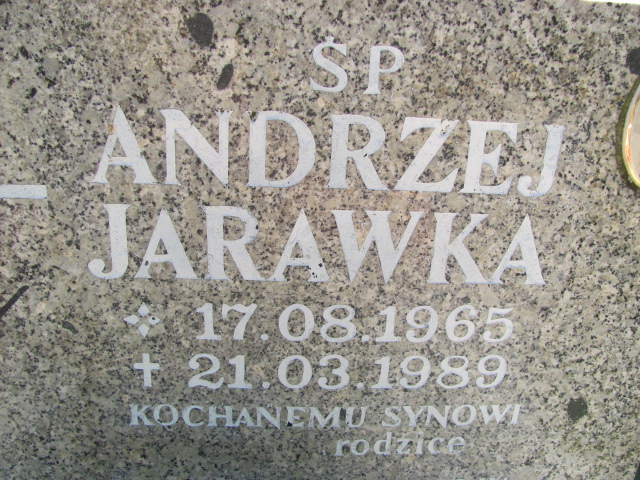 ŚP
ANDRZEJ
JARAWKA
17.08.1965
21.03.1989
KOCHANEMU SYNOWI
rodzice